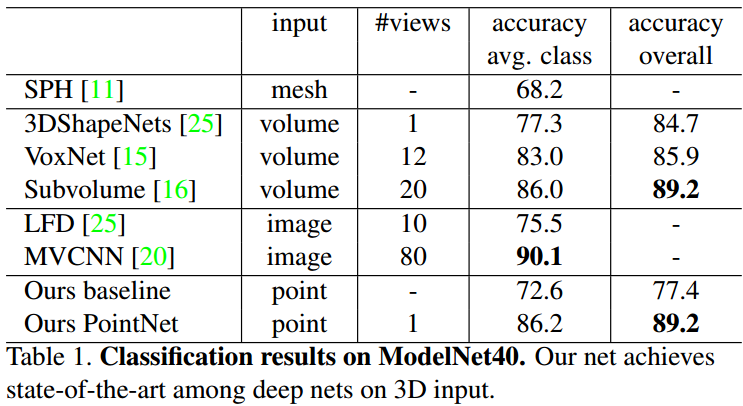 input #views accuracy accuracy
avg. class overall
SPH [11] mesh - 68.2 -
3DShapeNets [25] volume 1 77.3 84.7
VoxNet [15] volume 12 83.0 85.9
Subvolume [16] volume 20 86.0 89.2
LFD [25] image 10 75.5 -
MVCNN [20] image 80 90.1 -
Ours baseline point - 72.6 77.4
Ours PointNet point 1 86.2 89.2
Table 1. Classification results on ModelNet40. Our net achieves
state-of-the-art among deep nets on 3D input.